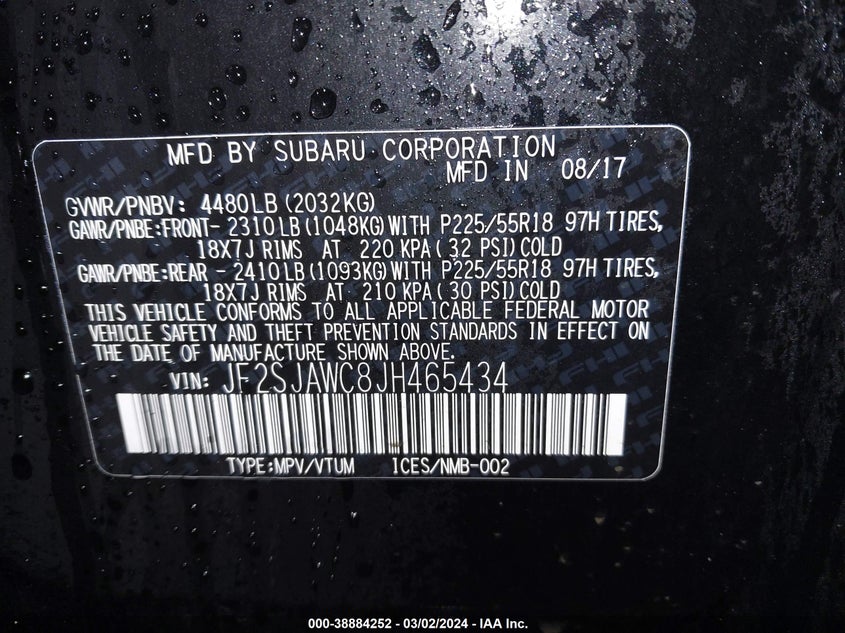 MFD BY SUBARU CORPORATION
MFD IN 08/17
GVWR/PNBV: 4480LB (2032KG)
GAWR/PNBE:FRONT- 2310LB (1048KG) WITH P225/55R18 97H TIRES,
18X7J RIMS AT 220 KPA ( 32 PSI) COLD
GAWR/PNBE:REAR - 2410LB (1093KG) WITH P225/55R18 97H TIRES,
18X7J RIMS AT 210 KPA ( 30 PSI) COLD
THIS VEHICLE CONFORMS TO ALL APPLICABLE FEDERAL MOTOR
VEHICLE SAFETY AND THEFT PREVENTION STANDARDS IN EFFECT ON
THE DATE OF MANUFACTURE SHOWN ABOVE.
VIN: JF2SJAWC8JH465434
TYPE:MPV/VTUM ICES/NMB-002
000-38884252 - 03/02/2024 - IAA Inc.